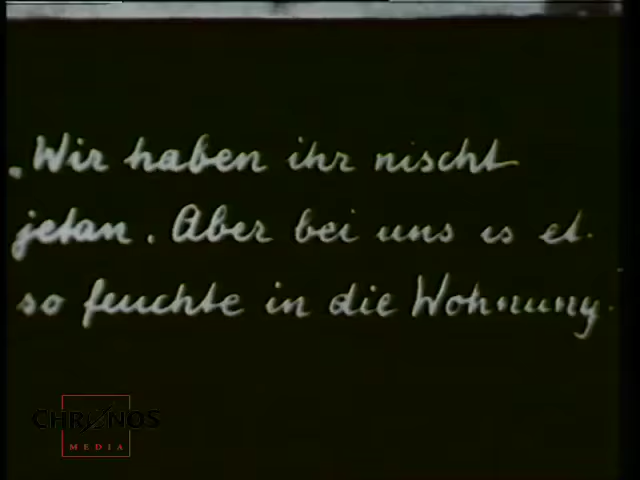 „Wir haben ihr nischt
jetan. Aber bei uns is et
so feuchte in die Wohnung.
CHRONOS
MEDIA